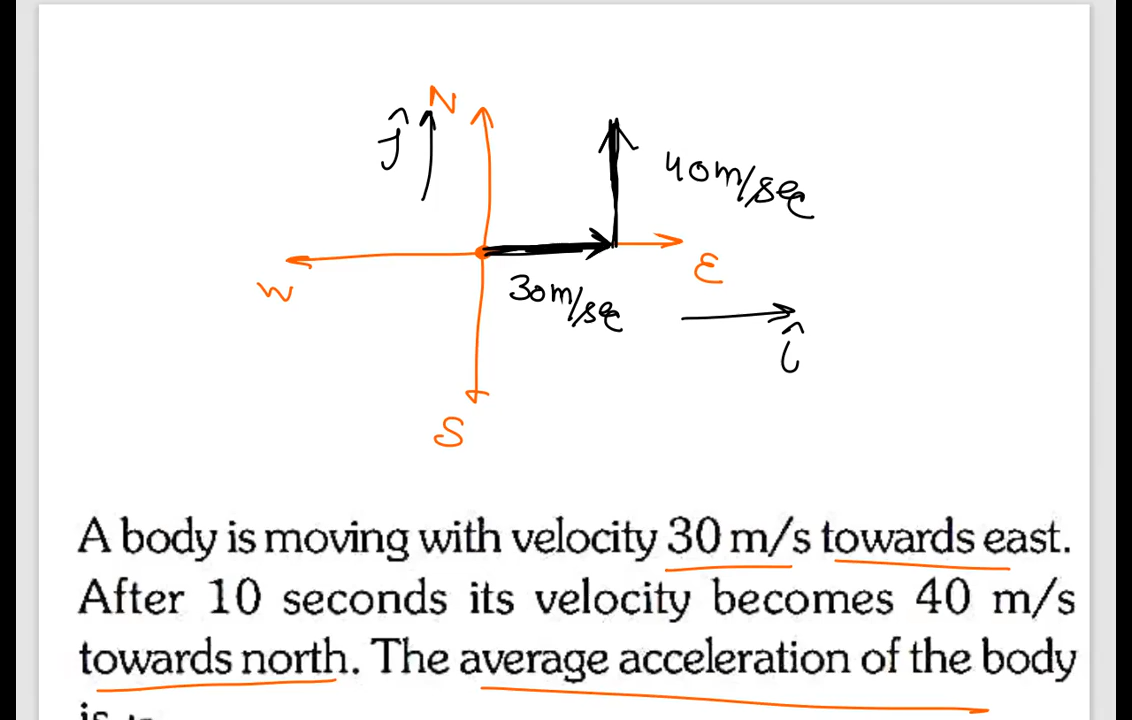 N
ĵ
40m/sec
W
E
30m/sec
î
S
A body is moving with velocity 30 m/s towards east.
After 10 seconds its velocity becomes 40 m/s
towards north. The average acceleration of the body
is